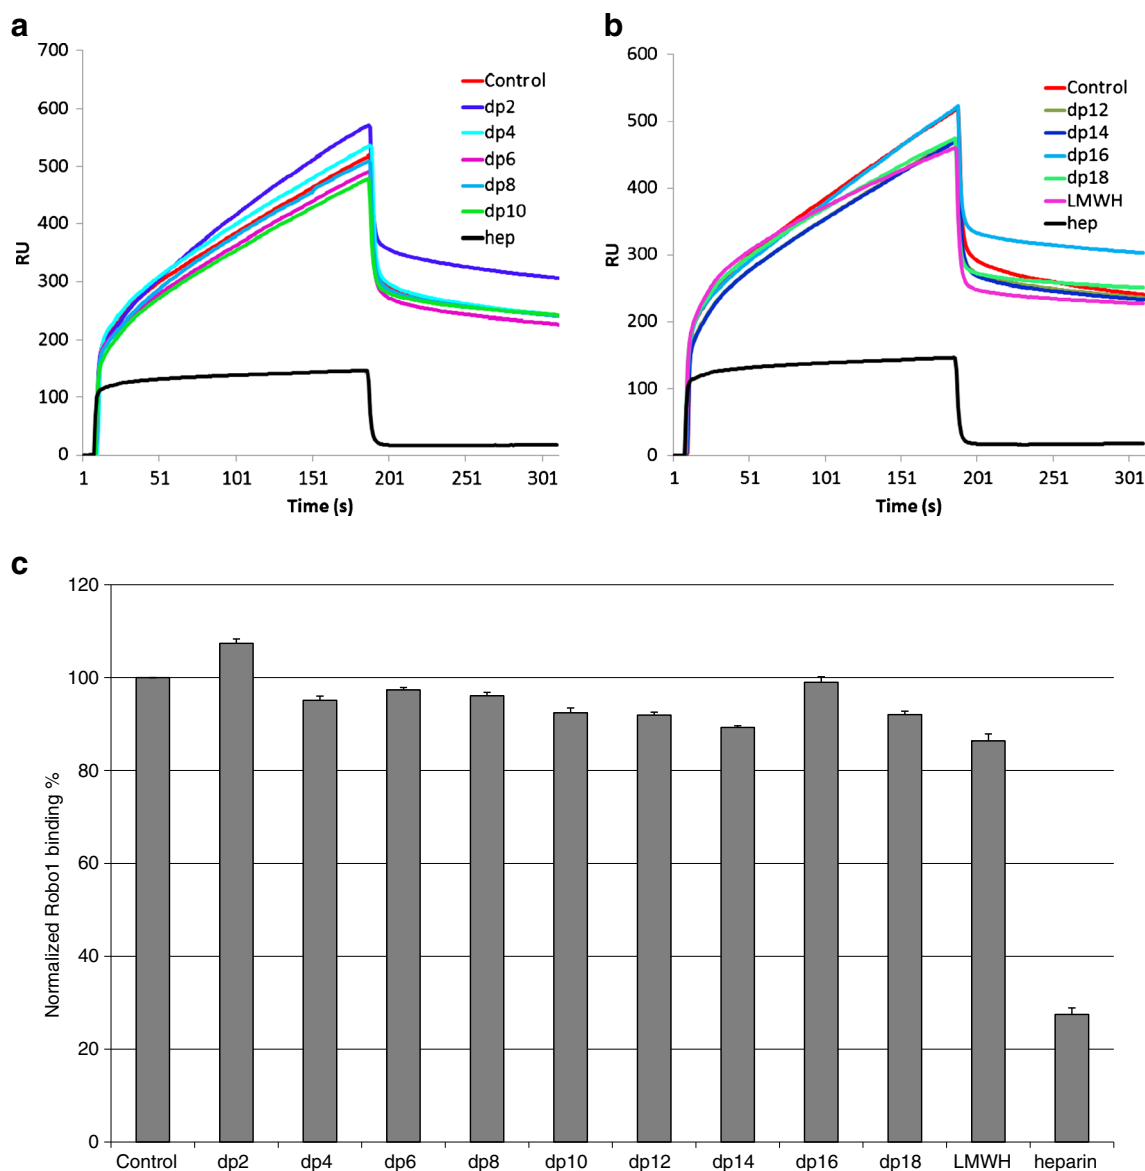 a
700
600
500
400
300
200
100
0
RU
Control
dp2
dp4
dp6
dp8
dp10
hep
1 51 101 151 201 251 301
Time (s)
b
600
500
400
300
200
100
0
RU
Control
dp12
dp14
dp16
dp18
LMWH
hep
1 51 101 151 201 251 301
Time (s)
c
120
100
80
60
40
20
0
Normalized Robo1 binding %
Control dp2 dp4 dp6 dp8 dp10 dp12 dp14 dp16 dp18 LMWH heparin